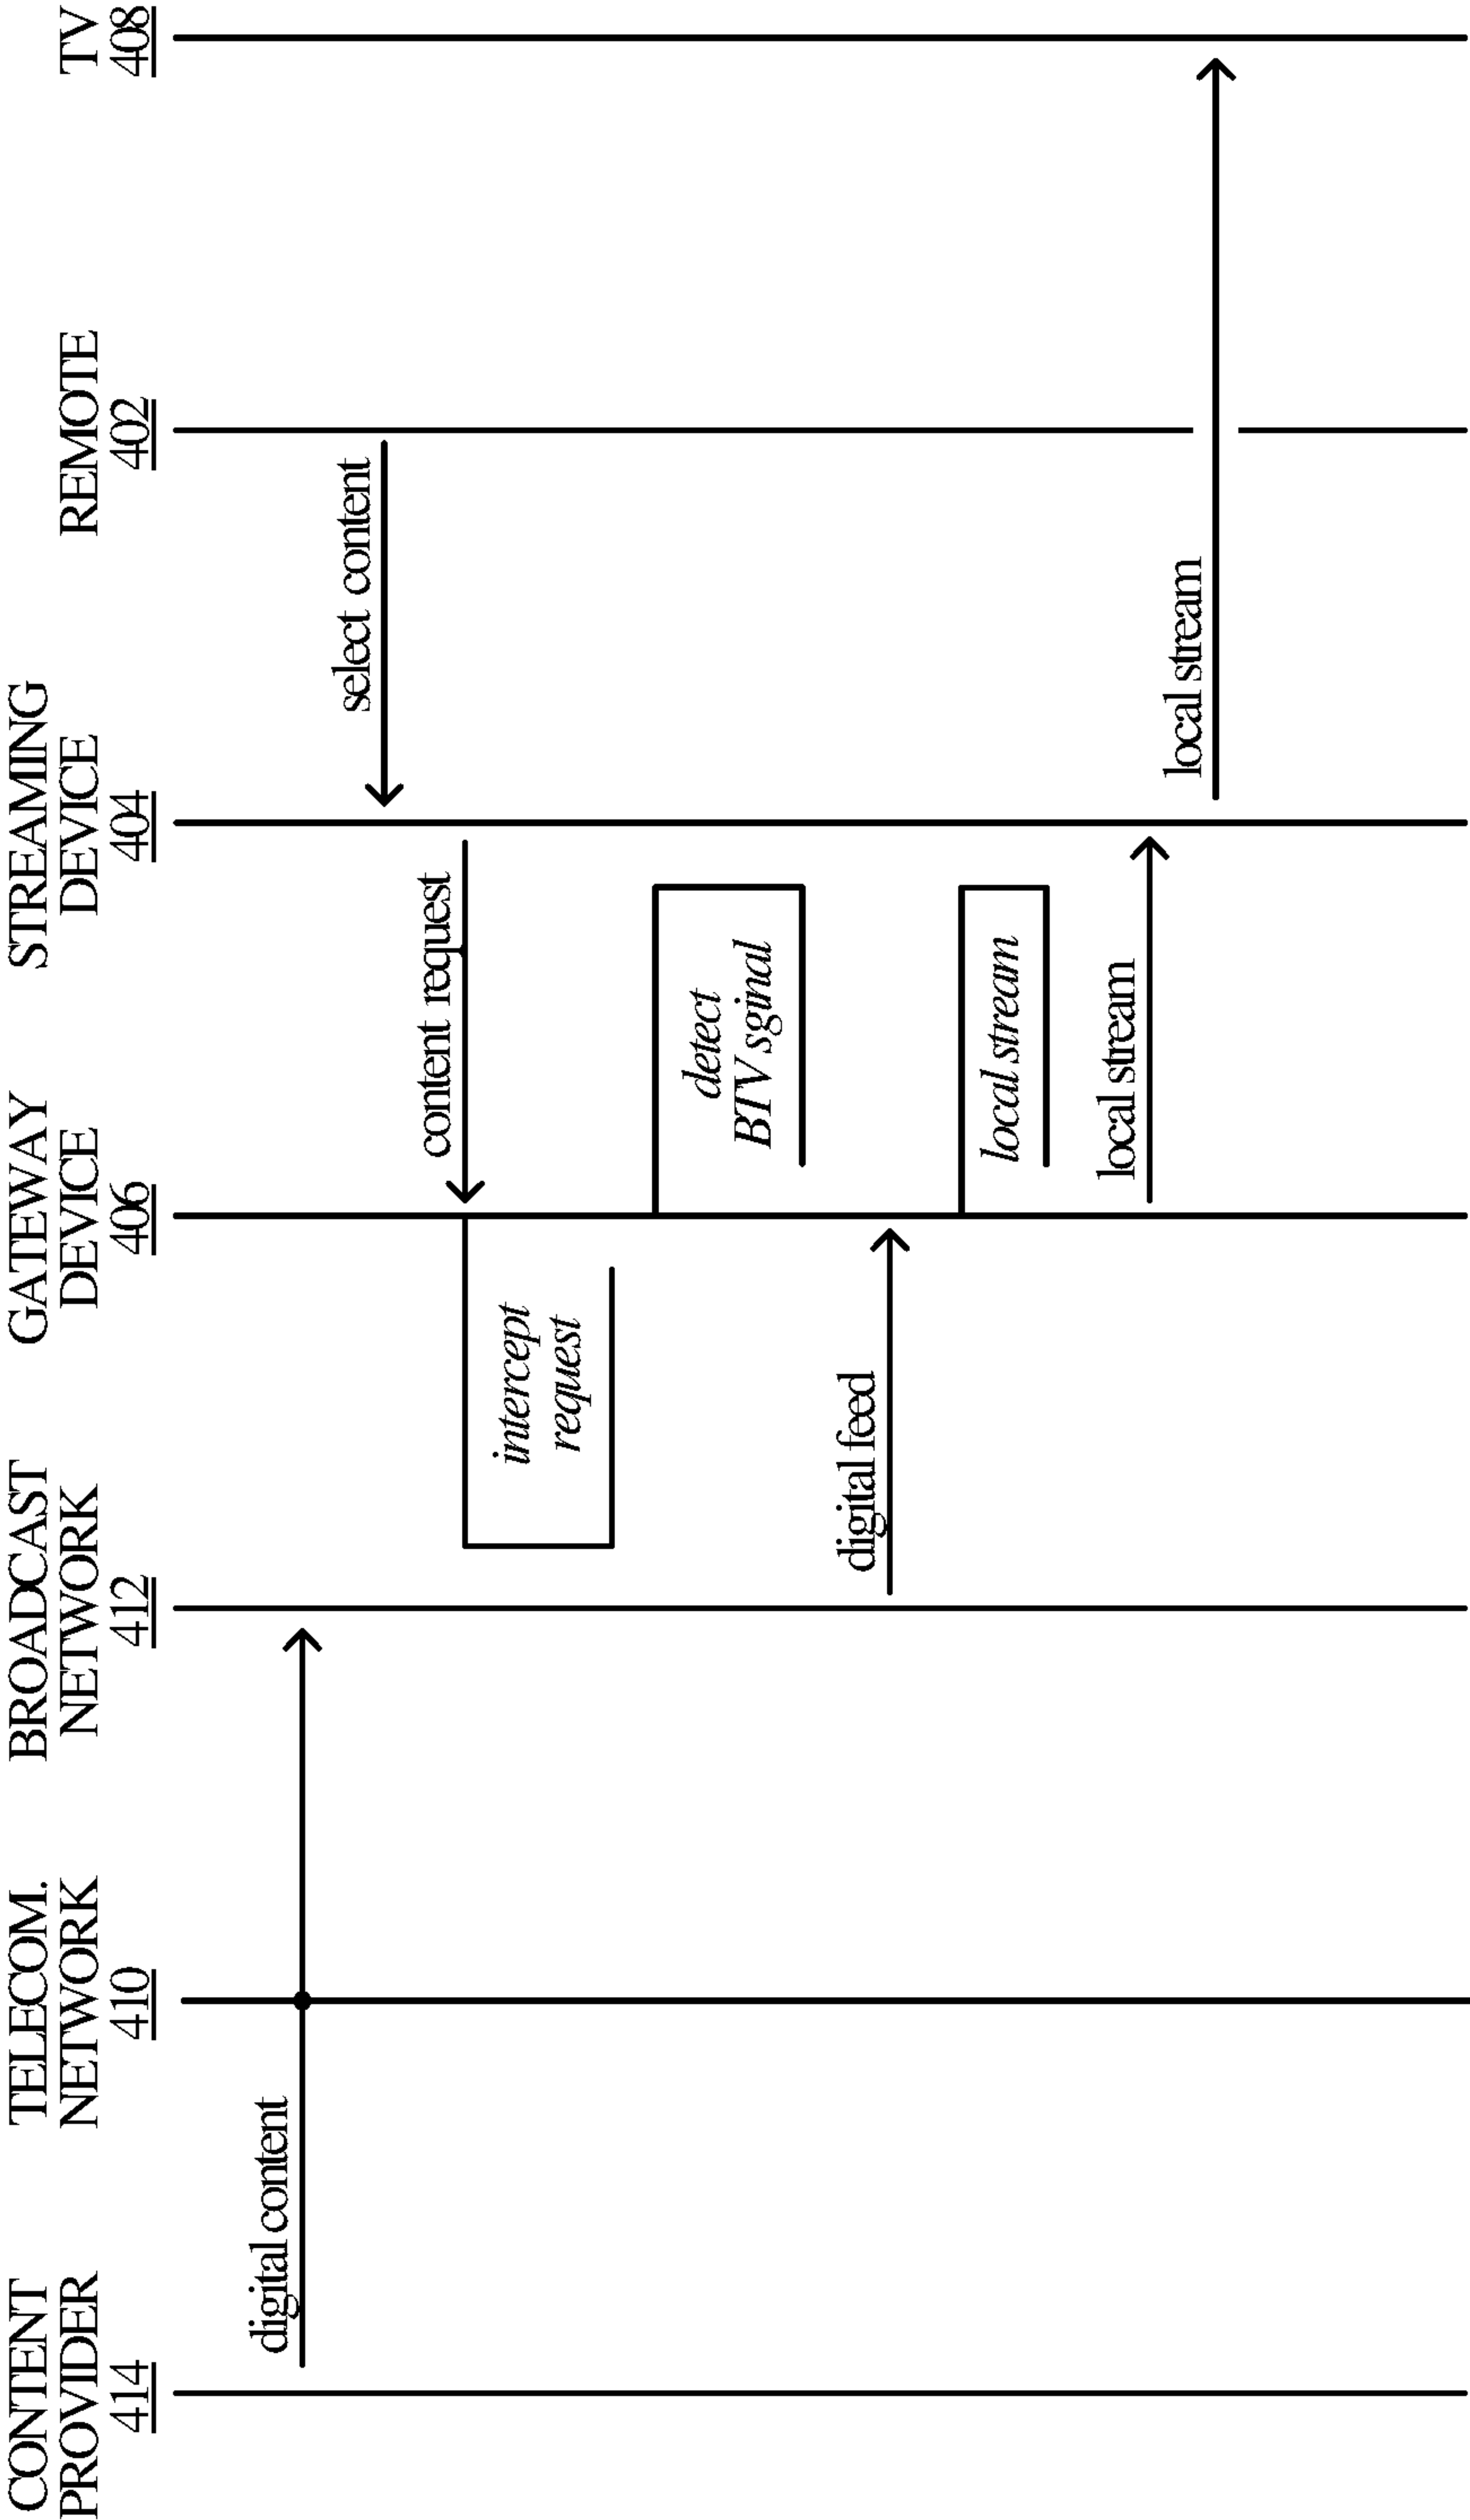 CONTENT
PROVIDER
414
TELECOM.
NETWORK
410
BROADCAST
NETWORK
412
GATEWAY
DEVICE
406
STREAMING
DEVICE
404
REMOTE
402
TV
408
digital content
select content
content request
intercept
request
detect
BTV sginal
digital feed
local stream
local stream
local stream